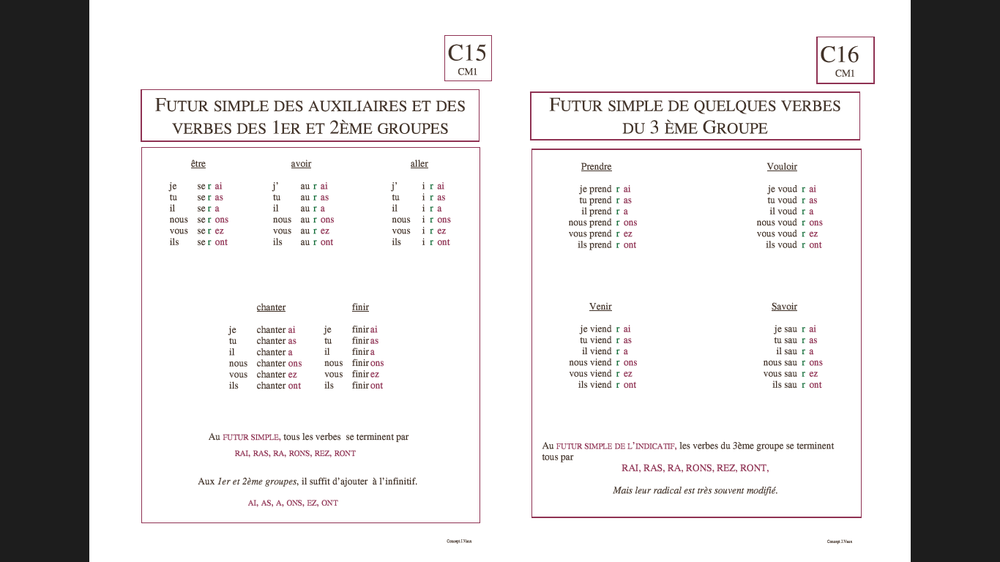 C15
CM1
FUTUR SIMPLE DES AUXILIAIRES ET DES
VERBES DES 1ER ET 2ÈME GROUPES
être avoir aller
je se r ai j’ au r ai j’ i r ai
tu se r as tu au r as tu i r as
il se r a il au r a il i r a
nous se r ons nous au r ons nous i r ons
vous se r ez vous au r ez vous i r ez
ils se r ont ils au r ont ils i r ont
chanter finir
je chanter ai je finir ai
tu chanter as tu finir as
il chanter a il finir a
nous chanter ons nous finir ons
vous chanter ez vous finir ez
ils chanter ont ils finir ont
Au FUTUR SIMPLE, tous les verbes se terminent par
RAI, RAS, RA, RONS, REZ, RONT
Aux 1er et 2ème groupes, il suffit d’ajouter à l’infinitif.
AI, AS, A, ONS, EZ, ONT
Concept J.Vaux
C16
CM1
FUTUR SIMPLE DE QUELQUES VERBES
DU 3 ÈME GROUPE
Prendre Vouloir
je prend r ai je voud r ai
tu prend r as tu voud r as
il prend r a il voud r a
nous prend r ons nous voud r ons
vous prend r ez vous voud r ez
ils prend r ont ils voud r ont
Venir Savoir
je viend r ai je sau r ai
tu viend r as tu sau r as
il viend r a il sau r a
nous viend r ons nous sau r ons
vous viend r ez vous sau r ez
ils viend r ont ils sau r ont
Au FUTUR SIMPLE DE L’INDICATIF, les verbes du 3ème groupe se terminent
tous par
RAI, RAS, RA, RONS, REZ, RONT,
Mais leur radical est très souvent modifié.
Concept J.Vaux